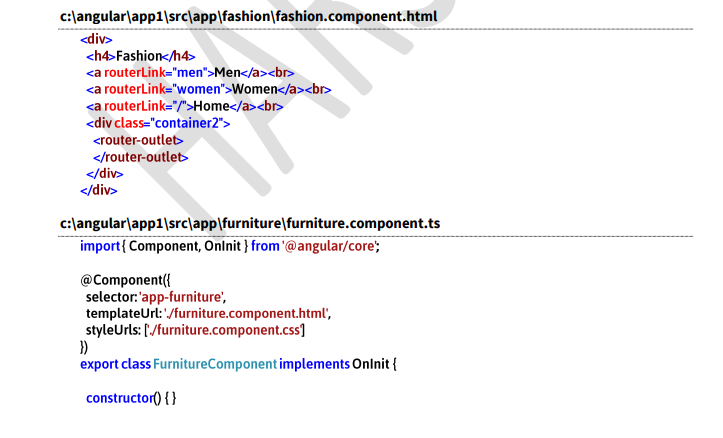 c:\angular\app1\src\app\fashion\fashion.component.html
<div>
<h4>Fashion</h4>
<a routerLink="men">Men</a><br>
<a routerLink="women">Women</a><br>
<a routerLink="/">Home</a><br>
<div class="container2">
<router-outlet>
</router-outlet>
</div>
</div>
c:\angular\app1\src\app\furniture\furniture.component.ts
import { Component, OnInit } from '@angular/core';
@Component({
selector: 'app-furniture',
templateUrl: './furniture.component.html',
styleUrls: ['./furniture.component.css']
})
export class FurnitureComponent implements OnInit {
constructor() { }